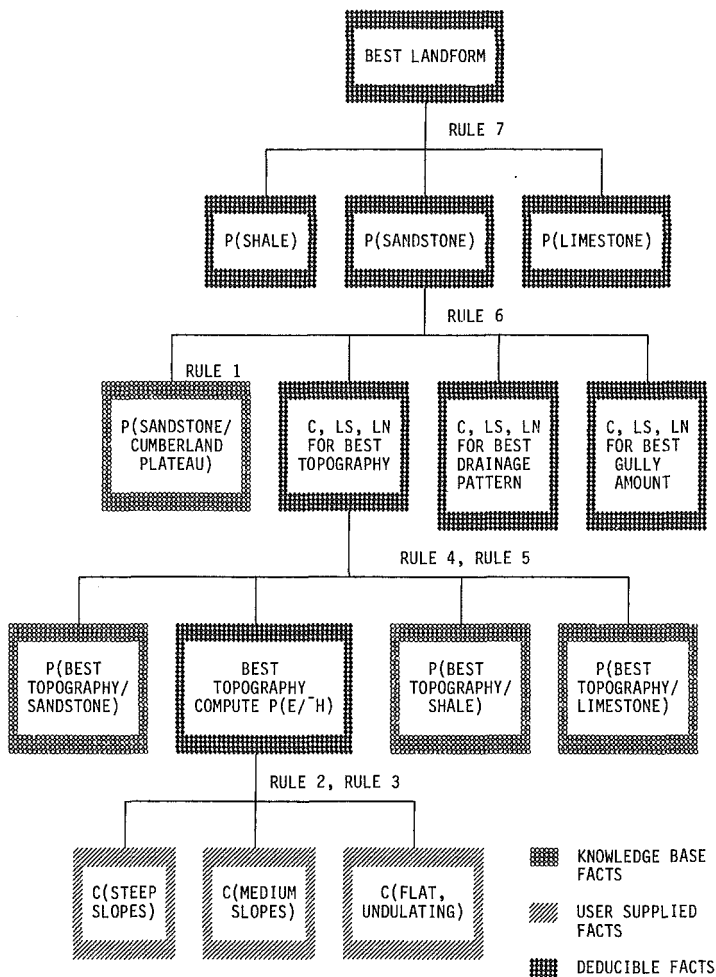 BEST LANDFORM
RULE 7
P(SHALE)
P(SANDSTONE)
P(LIMESTONE)
RULE 6
RULE 1
P(SANDSTONE/
CUMBERLAND
PLATEAU)
C, LS, LN
FOR BEST
TOPOGRAPHY
C, LS, LN
FOR BEST
DRAINAGE
PATTERN
C, LS, LN
FOR BEST
GULLY
AMOUNT
RULE 4, RULE 5
P(BEST
TOPOGRAPHY/
SANDSTONE)
BEST
TOPOGRAPHY
COMPUTE P(E/¯H)
P(BEST
TOPOGRAPHY/
SHALE)
P(BEST
TOPOGRAPHY/
LIMESTONE)
RULE 2, RULE 3
C(STEEP
SLOPES)
C(MEDIUM
SLOPES)
C(FLAT,
UNDULATING)
KNOWLEDGE BASE
FACTS
USER SUPPLIED
FACTS
DEDUCIBLE FACTS